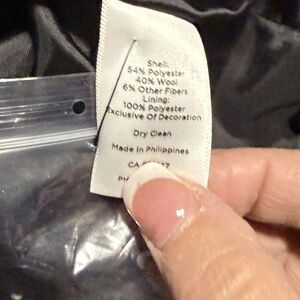 Shell:
54% Polyester
40% Wool
6% Other Fibers
Lining:
100% Polyester
Exclusive Of Decoration
Dry Clean
Made in Philippines
CA